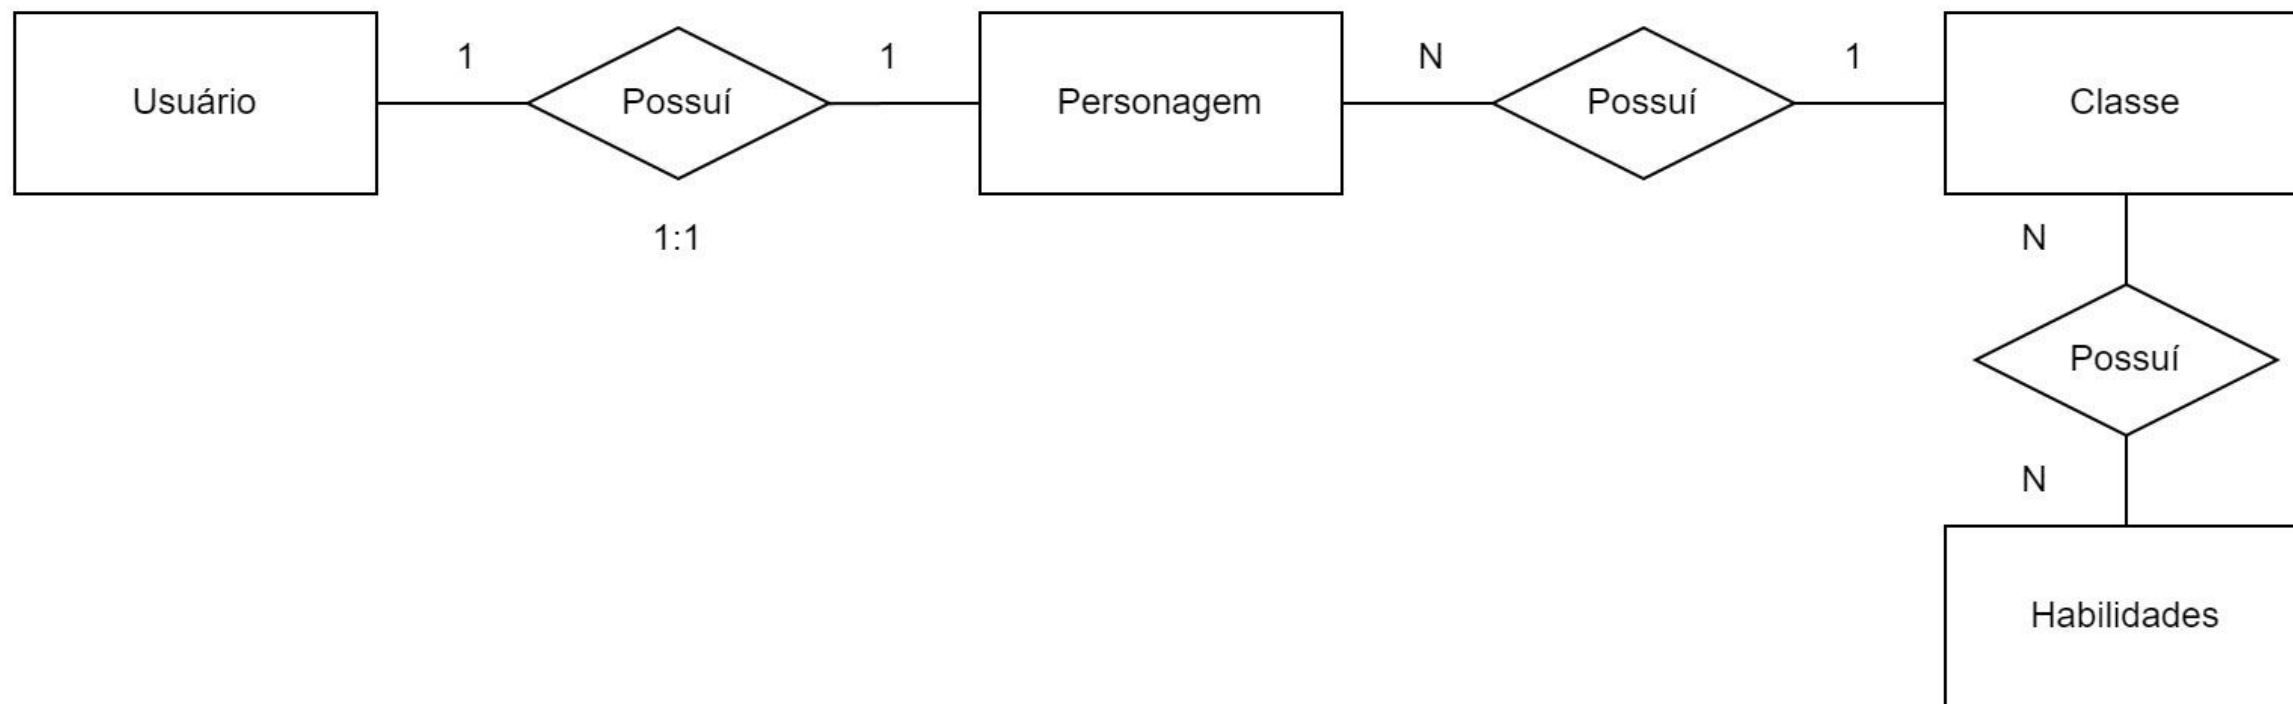 Usuário
1
Possuí
1
Personagem
N
Possuí
1
Classe
1:1
N
Possuí
N
Habilidades